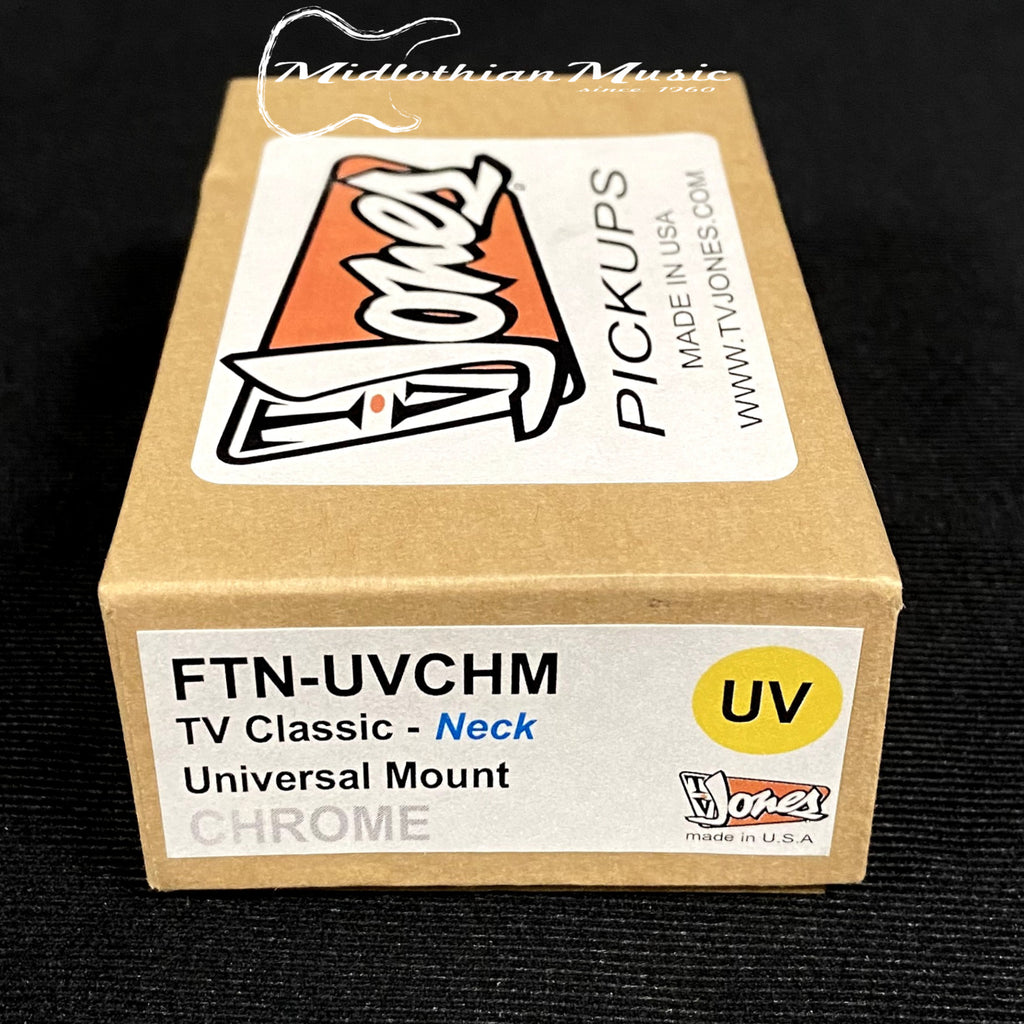 Midlothian Music
since 1960
TV Jones
®
PICKUPS
MADE IN USA
WWW.TVJONES.COM
FTN-UVCHM
TV Classic - Neck
Universal Mount
CHROME
UV
TV Jones
made in U.S.A